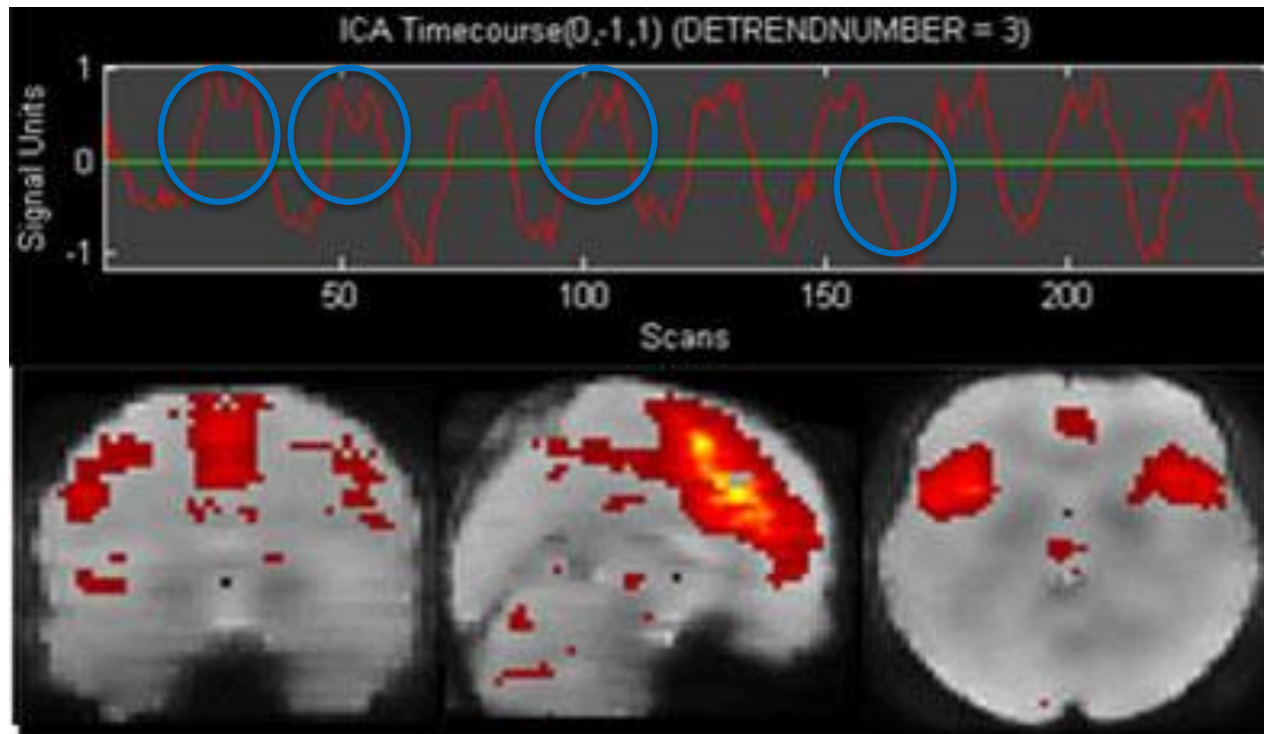 ICA Timecourse(0,-1,1) (DETRENDNUMBER = 3)
Signal Units
1
0
-1
50 100 150 200
Scans